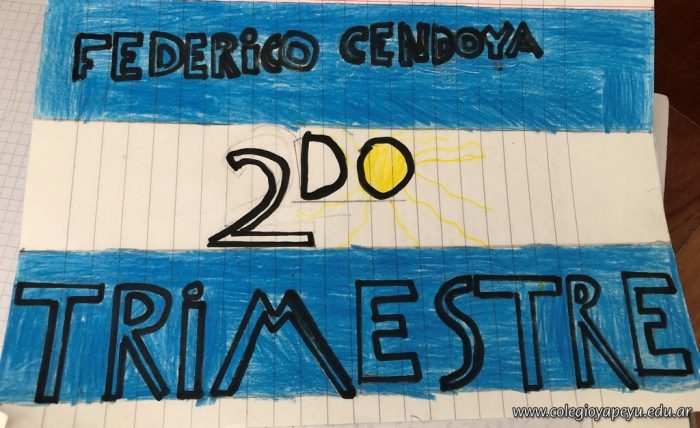 FEDERiCO CENDOYA
2DO
TRiMESTRE
www.colegioyapeyu.edu.ar